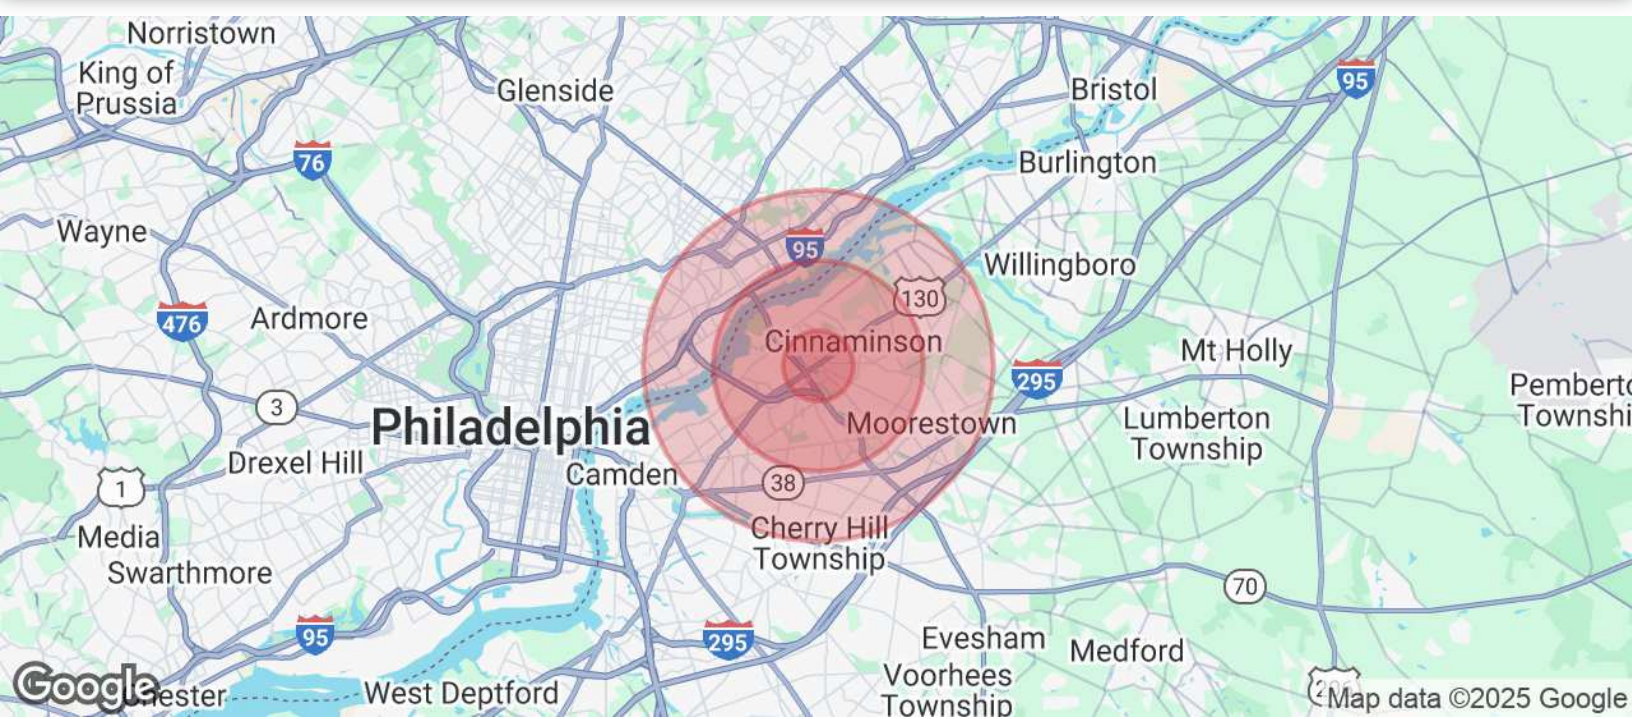 Norristown
King of
Prussia
Glenside
Bristol
95
76
Burlington
Wayne
95
Willingboro
130
476
Ardmore
Cinnaminson
Mt Holly
295
3
Philadelphia
Moorestown
Lumberton
Township
Drexel Hill
Camden
38
1
Media
Cherry Hill
Township
Swarthmore
70
95
295
Evesham
Medford
Voorhees
Township
Google
West Deptford
Map data ©2025 Google